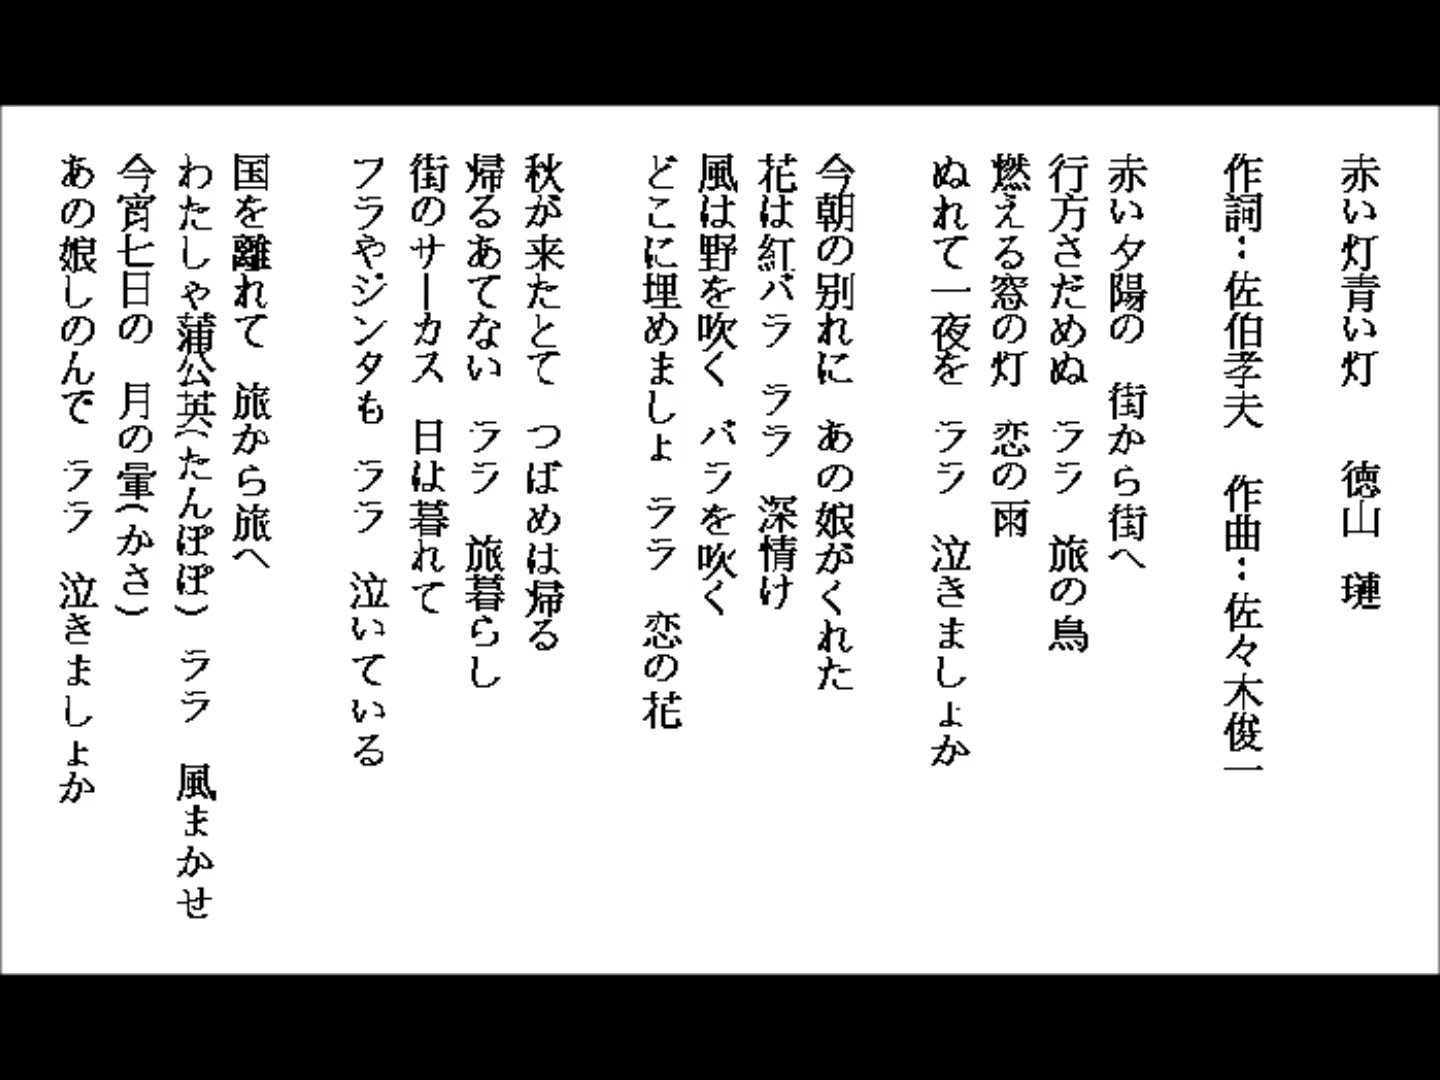 赤い灯青い灯　徳山　璉
作詞：佐伯孝夫　作曲：佐々木俊一
赤い夕陽の　街から街へ
行方さだめぬ　ララ　旅の鳥
燃える窓の灯　恋の雨
ぬれて一夜を　ララ　泣きましょか
今朝の別れに　あの娘がくれた
花は紅バラ　ララ　深情け
風は野を吹く　バラを吹く
どこに埋めましょ　ララ　恋の花
秋が来たとて　つばめは帰る
帰るあてない　ララ　旅暮らし
街のサーカス　日は暮れて
フラやジンタも　ララ　泣いている
国を離れて　旅から旅へ
わたしゃ蒲公英(たんぽぽ)　ララ　風まかせ
今宵七日の　月の暈(かさ)
あの娘しのんで　ララ　泣きましょか